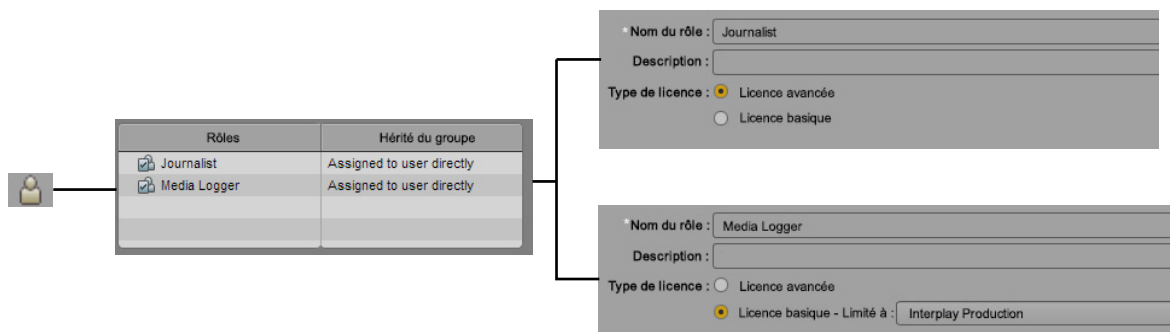 *Nom du rôle : Journalist
Description :
Type de licence : Licence avancée
Licence basique
Rôles Hérité du groupe
Journalist Assigned to user directly
Media Logger Assigned to user directly
*Nom du rôle : Media Logger
Description :
Type de licence : Licence avancée
Licence basique - Limité à : Interplay Production